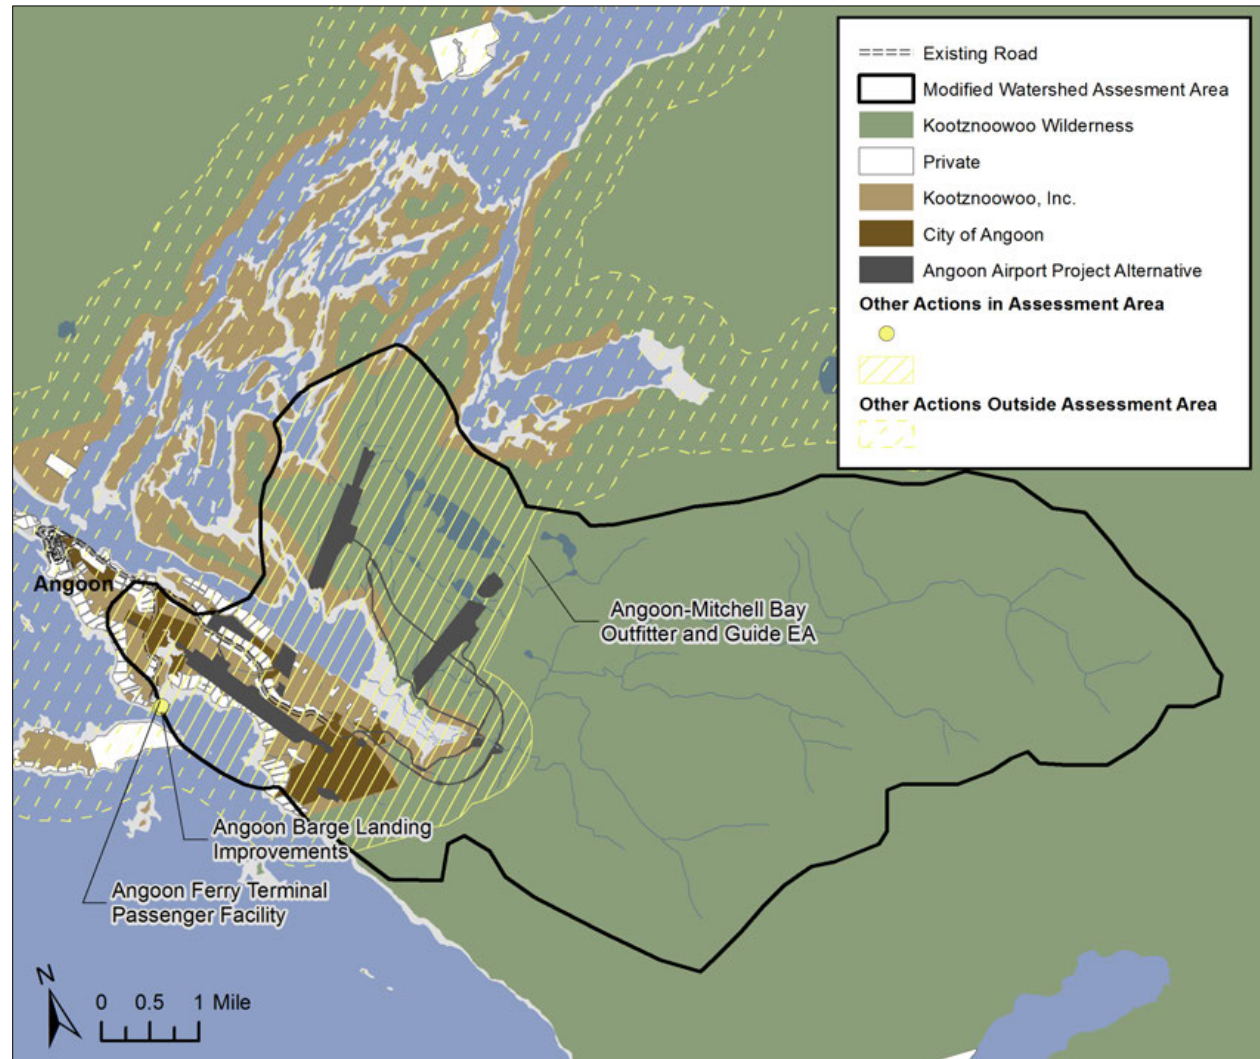 Existing Road
Modified Watershed Assesment Area
Kootznoowoo Wilderness
Private
Kootznoowoo, Inc.
City of Angoon
Angoon Airport Project Alternative
Other Actions in Assessment Area
Other Actions Outside Assessment Area
Angoon
Angoon-Mitchell Bay
Outfitter and Guide EA
Angoon Barge Landing
Improvements
Angoon Ferry Terminal
Passenger Facility
N
0 0.5 1 Mile